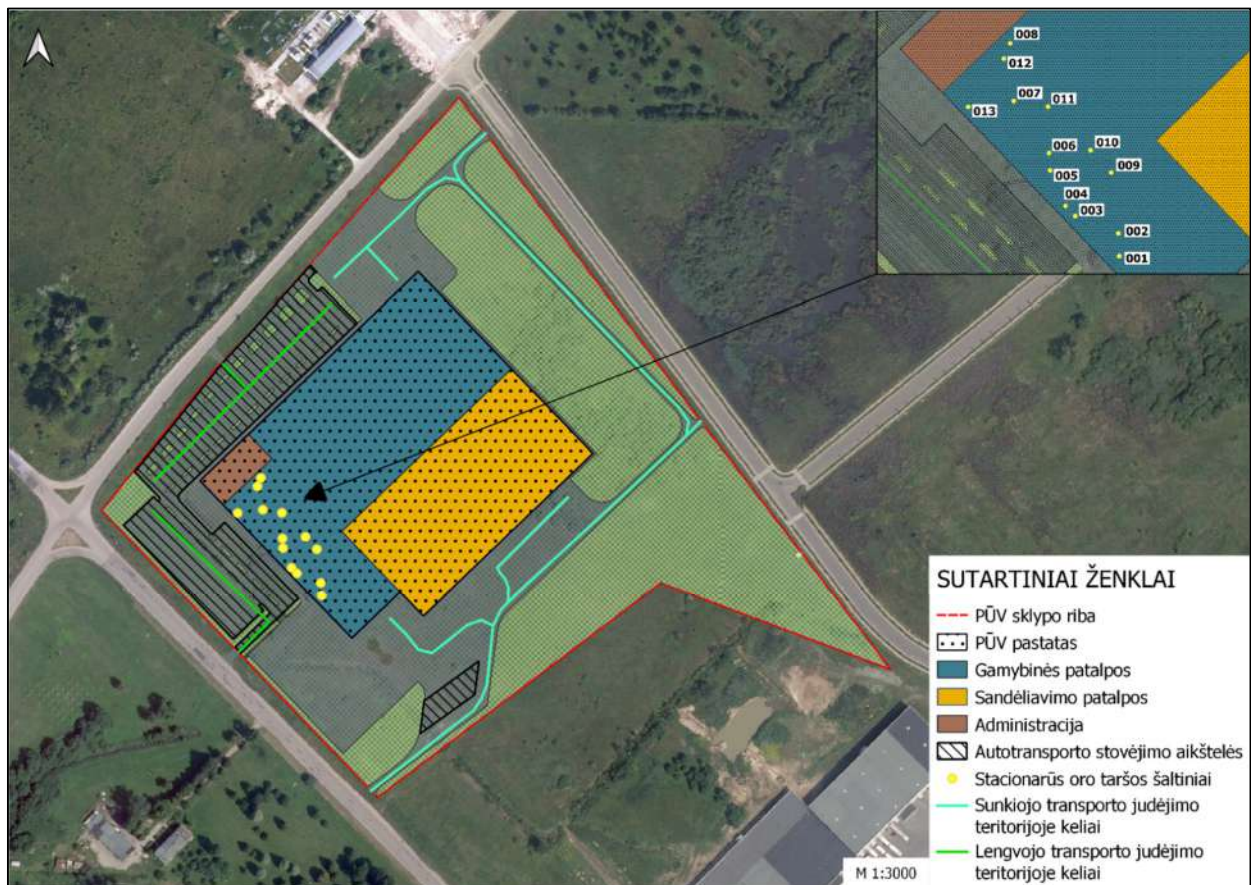 008
012
007
011
013
006
010
005
009
004
003
002
001
SUTARTINIAI ŽENKLAI
PŪV sklypo riba
PŪV pastatas
Gamybinės patalpos
Sandėliavimo patalpos
Administracija
Autotransporto stovėjimo aikštelės
Stacionarūs oro taršos šaltiniai
Sunkiojo transporto judėjimo
teritorijoje keliai
Lengvojo transporto judėjimo
teritorijoje keliai
M 1:3000